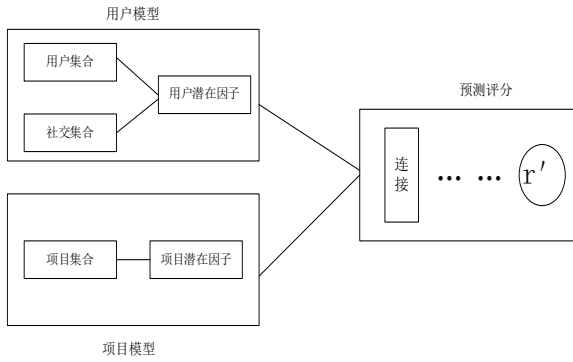 用户模型
用户集合
用户潜在因子
社交集合
预测评分
连接
... ...
r′
项目集合
项目潜在因子
项目模型